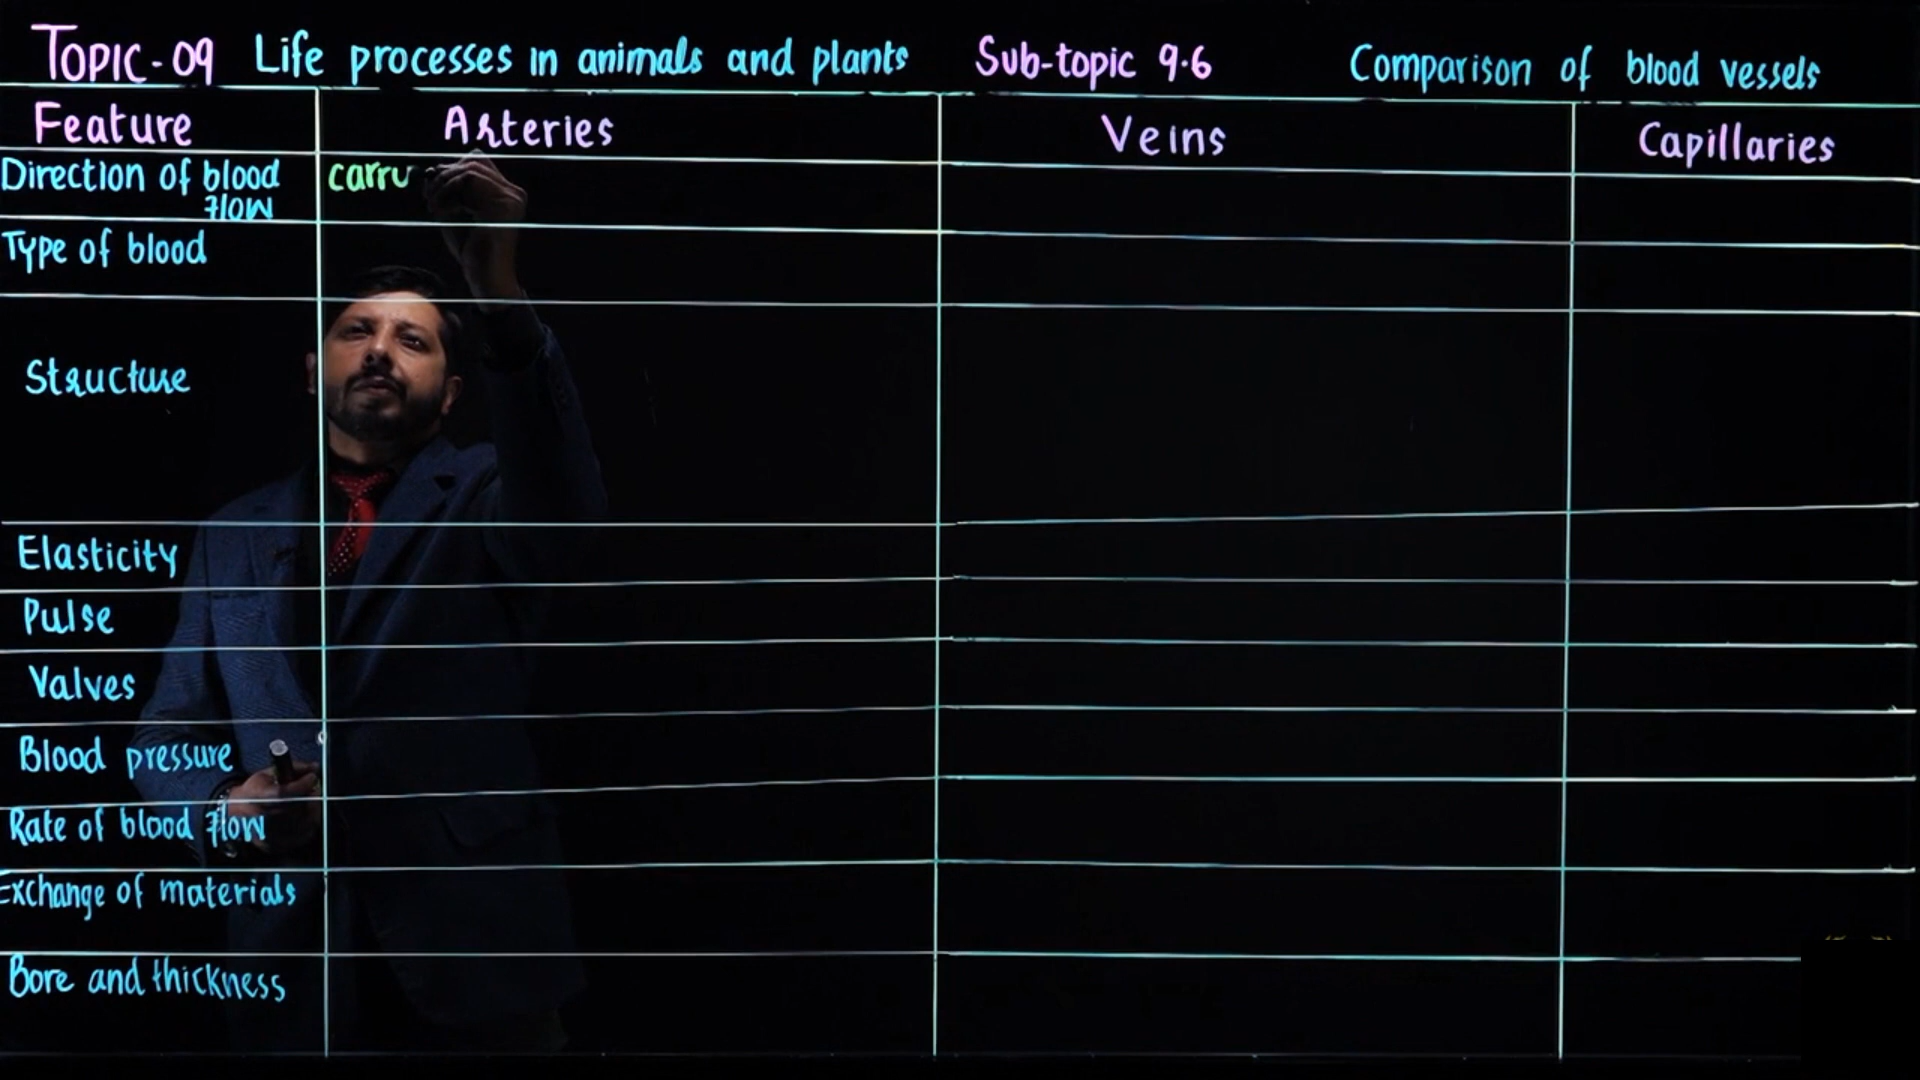 TOPIC-09 Life processes in animals and plants Sub-topic 9.6 Comparison of blood vessels
Feature Arteries Veins Capillaries
Direction of blood flow carry
Type of blood
Structure
Elasticity
Pulse
Valves
Blood pressure
Rate of blood flow
Exchange of materials
Bore and thickness